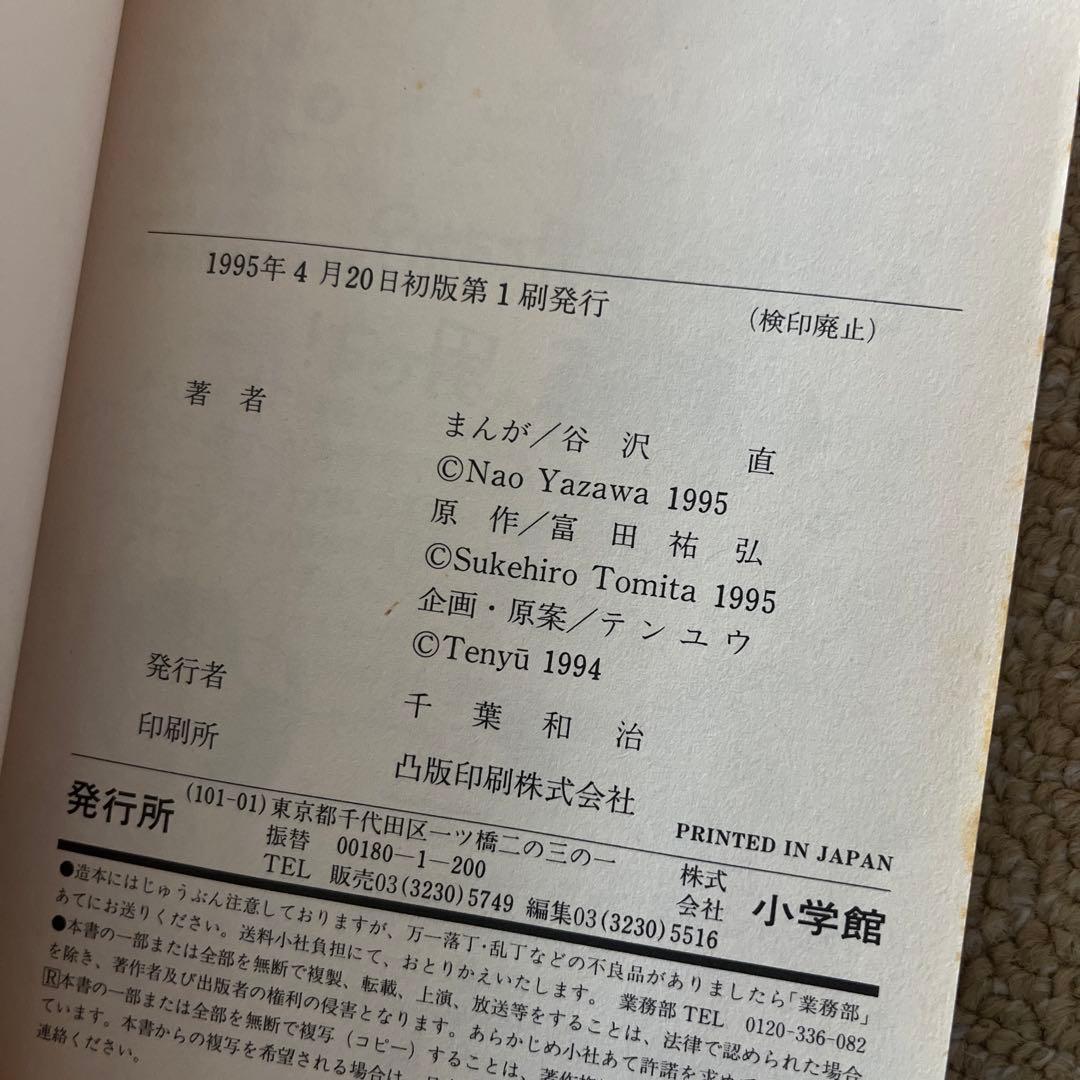 1995年4月20日初版第1刷発行 (検印廃止)
著者 まんが/谷沢 直
©Nao Yazawa 1995
原作/富田祐弘
©Sukehiro Tomita 1995
企画・原案/テンユウ
©Tenyū 1994
発行者 千葉和治
印刷所 凸版印刷株式会社
PRINTED IN JAPAN
発行所 (101-01)東京都千代田区一ツ橋二の三の一
振替 00180—1—200
TEL 販売03(3230)5749 編集03(3230)5516
株式会社 小学館
●造本にはじゅうぶん注意しておりますが、万一落丁・乱丁などの不良品がありましたら「業務部」
あてにお送りください。送料小社負担にて、おとりかえいたします。 業務部 TEL 0120-336-082
●本書の一部または全部を無断で複製、転載、上演、放送等をすることは、法律で認められた場合
を除き、著作者及び出版者の権利の侵害となります。あらかじめ小社あて許諾を求め
🅁本書の一部または全部を無断で複写(コピー)することは、著作権
ています。本書からの複写を希望される場合は、
連絡ください。